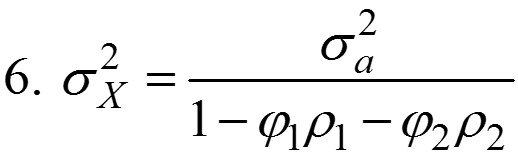 6. σ_X^2 = σ_a^2 / (1 − φ_1ρ_1 − φ_2ρ_2)